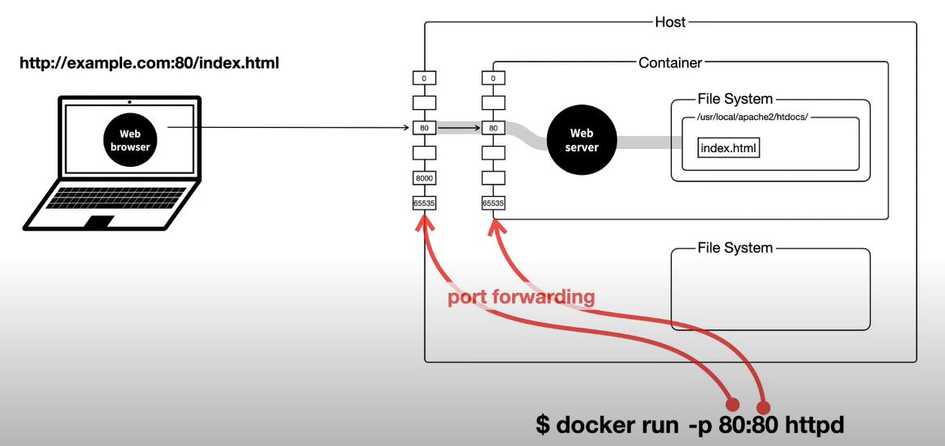 Host
http://example.com:80/index.html
Container
0
0
File System
/usr/local/apache2/htdocs/
Web
browser
80
80
Web
server
index.html
8000
65535
65535
File System
port forwarding
$ docker run -p 80:80 httpd